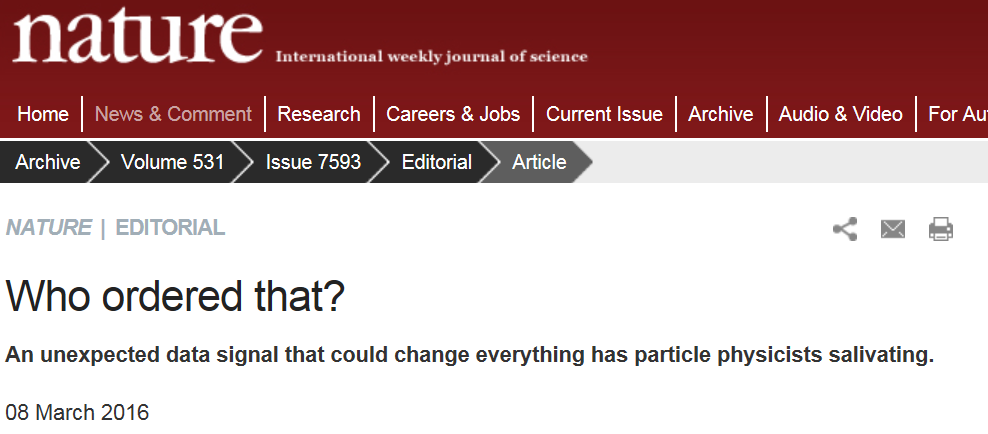 nature International weekly journal of science
Home News & Comment Research Careers & Jobs Current Issue Archive Audio & Video For Au
Archive Volume 531 Issue 7593 Editorial Article
NATURE | EDITORIAL
Who ordered that?
An unexpected data signal that could change everything has particle physicists salivating.
08 March 2016